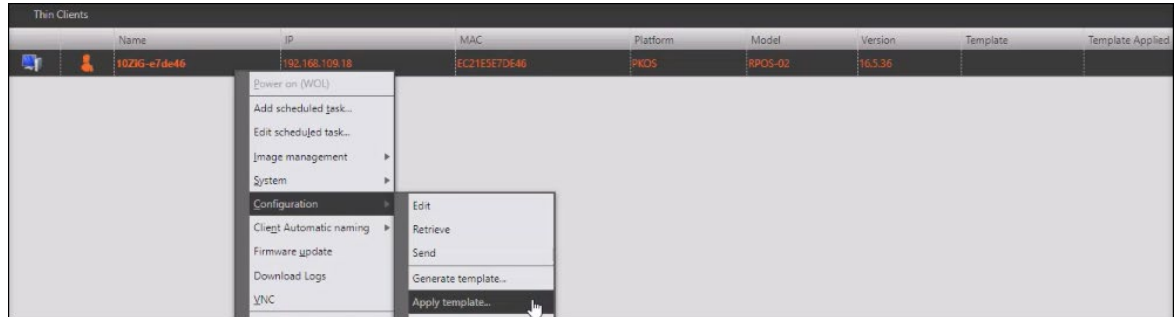 Thin Clients
Name IP MAC Platform Model Version Template Template Applied
10ZiG-e7de46 192.168.109.18 EC21E5E7DE46 PKOS RPOS-02 16.5.36
Power on (WOL)
Add scheduled task...
Edit scheduled task...
Image management
System
Configuration
Client Automatic naming
Firmware update
Download Logs
VNC
Edit
Retrieve
Send
Generate template...
Apply template...